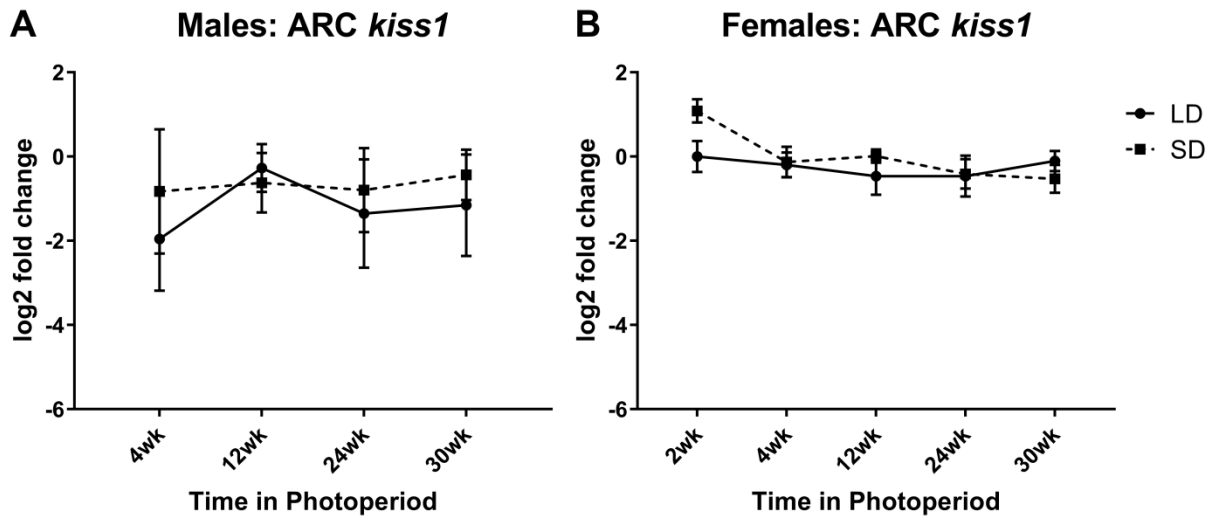 A Males: ARC kiss1
log2 fold change
2
0
-2
-4
-6
4wk
12wk
24wk
30wk
Time in Photoperiod
B Females: ARC kiss1
log2 fold change
2
0
-2
-4
-6
2wk
4wk
12wk
24wk
30wk
Time in Photoperiod
LD
SD